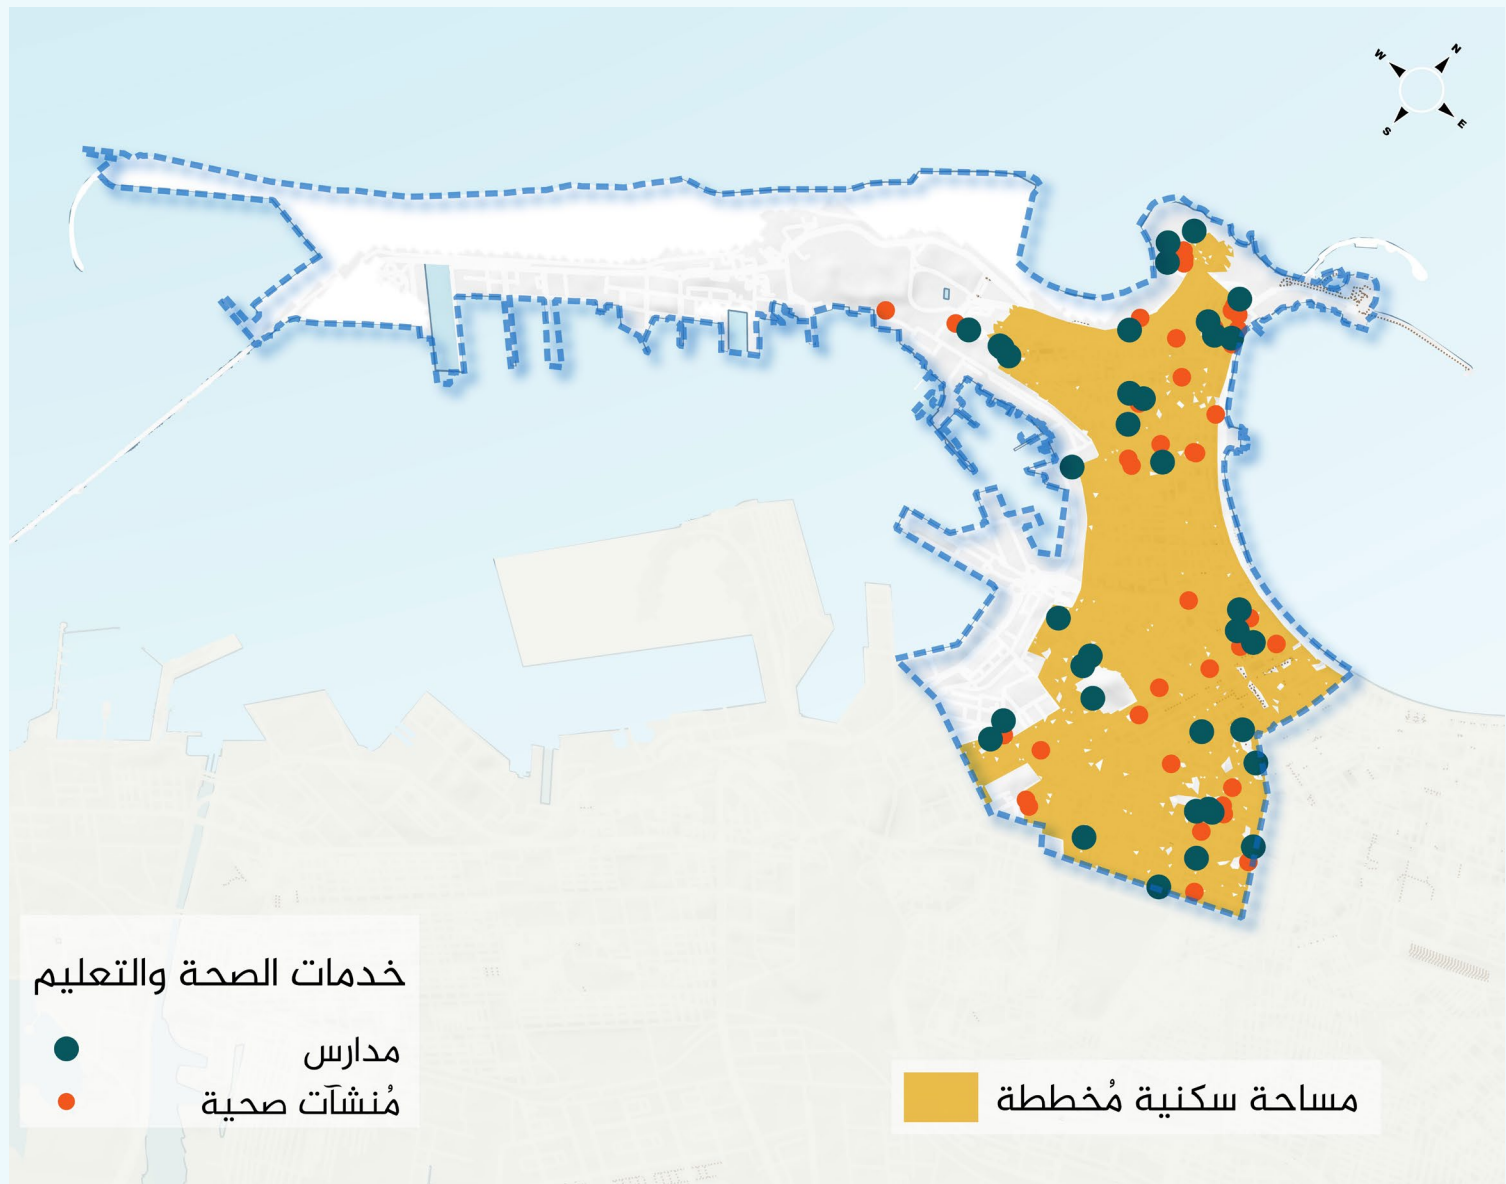 W
N
S
E
خدمات الصحة والتعليم
مدارس
مُنشآت صحية
مساحة سكنية مُخططة